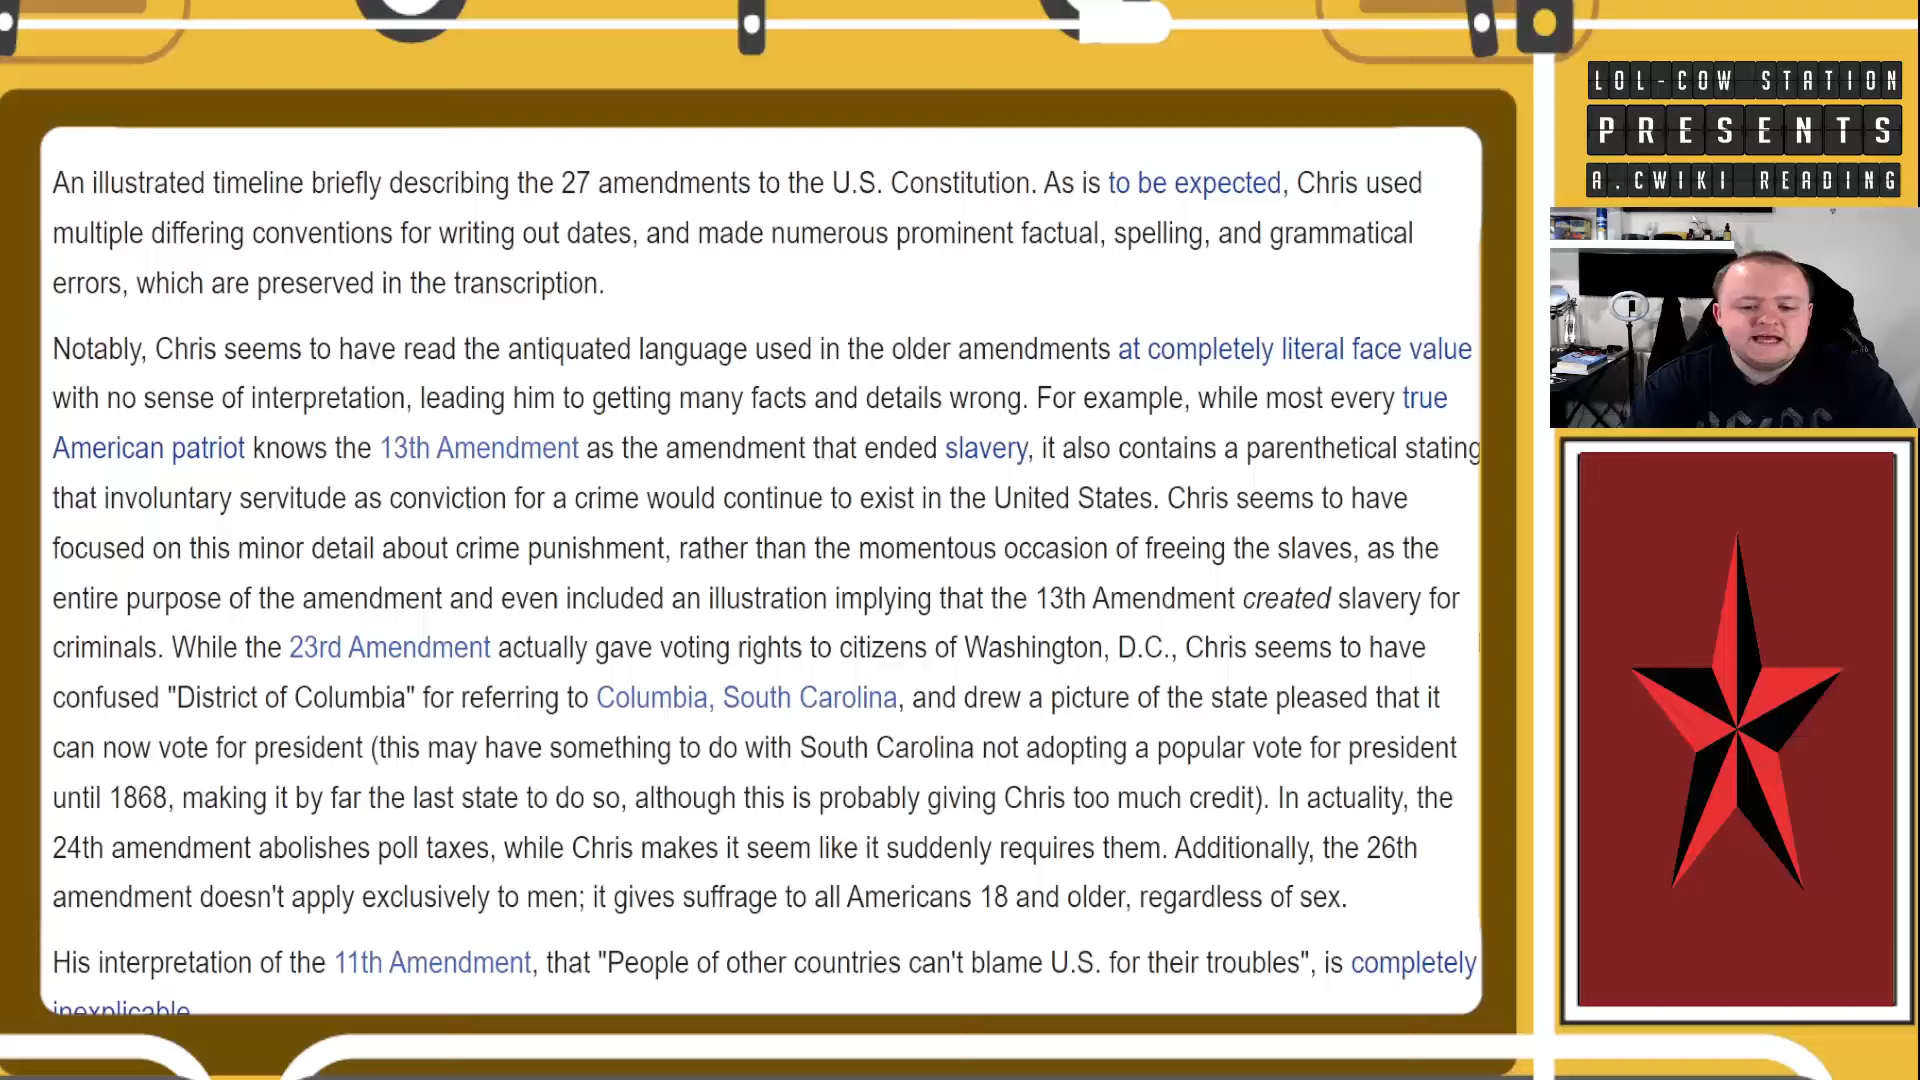 LOL-COW STATION
PRESENTS
A.CWIKI READING
An illustrated timeline briefly describing the 27 amendments to the U.S. Constitution. As is to be expected, Chris used
multiple differing conventions for writing out dates, and made numerous prominent factual, spelling, and grammatical
errors, which are preserved in the transcription.
Notably, Chris seems to have read the antiquated language used in the older amendments at completely literal face value
with no sense of interpretation, leading him to getting many facts and details wrong. For example, while most every true
American patriot knows the 13th Amendment as the amendment that ended slavery, it also contains a parenthetical stating
that involuntary servitude as conviction for a crime would continue to exist in the United States. Chris seems to have
focused on this minor detail about crime punishment, rather than the momentous occasion of freeing the slaves, as the
entire purpose of the amendment and even included an illustration implying that the 13th Amendment created slavery for
criminals. While the 23rd Amendment actually gave voting rights to citizens of Washington, D.C., Chris seems to have
confused "District of Columbia" for referring to Columbia, South Carolina, and drew a picture of the state pleased that it
can now vote for president (this may have something to do with South Carolina not adopting a popular vote for president
until 1868, making it by far the last state to do so, although this is probably giving Chris too much credit). In actuality, the
24th amendment abolishes poll taxes, while Chris makes it seem like it suddenly requires them. Additionally, the 26th
amendment doesn't apply exclusively to men; it gives suffrage to all Americans 18 and older, regardless of sex.
His interpretation of the 11th Amendment, that "People of other countries can't blame U.S. for their troubles", is completely
inexplicable.